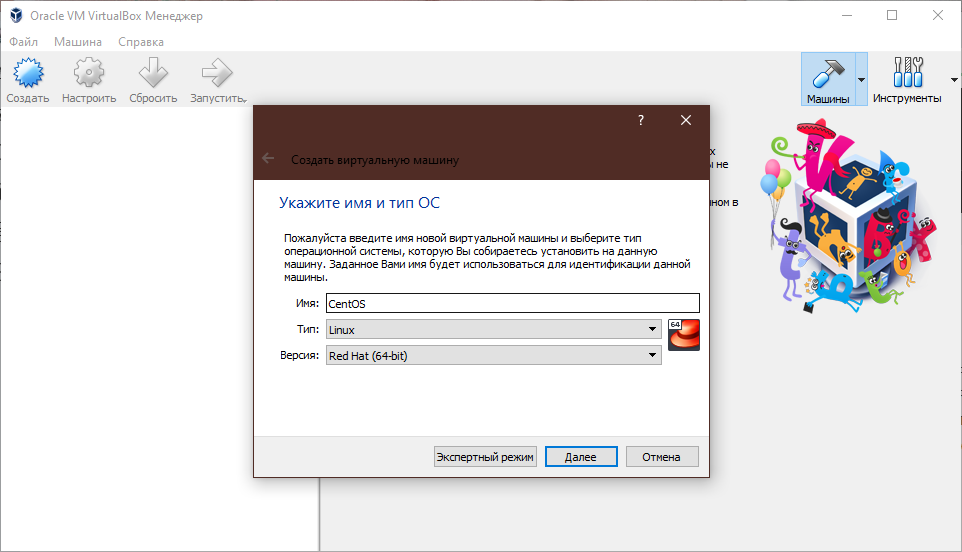 Oracle VM VirtualBox Менеджер
Файл Машина Справка
Создать Настроить Сбросить Запустить
Машины Инструменты
?
Создать виртуальную машину
Укажите имя и тип ОС
Пожалуйста введите имя новой виртуальной машины и выберите тип
операционной системы, которую Вы собираетесь установить на данную
машину. Заданное Вами имя будет использоваться для идентификации данной
машины.
Имя: CentOS
Тип: Linux
64
Версия: Red Hat (64-bit)
Экспертный режим Далее Отмена
не
в